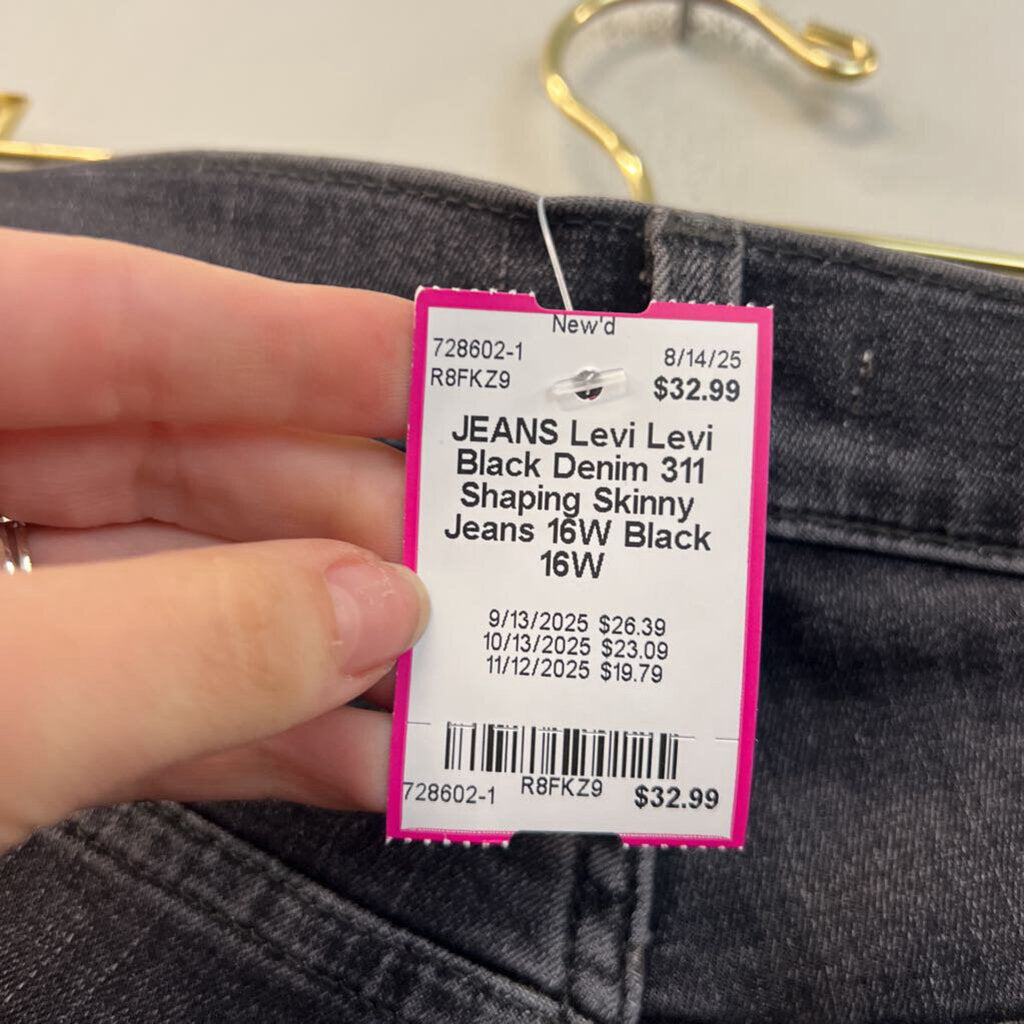 New'd
728602-1 8/14/25
R8FKZ9 $32.99
JEANS Levi Levi
Black Denim 311
Shaping Skinny
Jeans 16W Black
16W
9/13/2025 $26.39
10/13/2025 $23.09
11/12/2025 $19.79
728602-1 R8FKZ9 $32.99